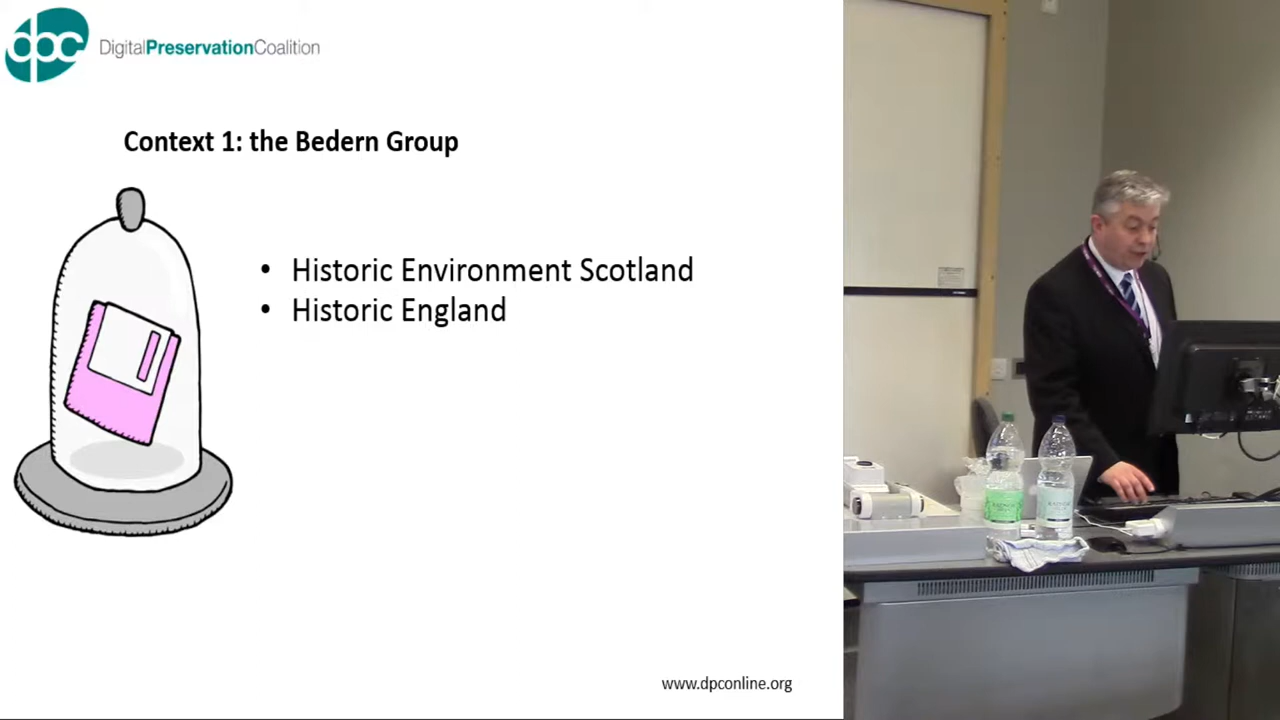 dpc DigitalPreservationCoalition
Context 1: the Bedern Group
• Historic Environment Scotland
• Historic England
www.dpconline.org